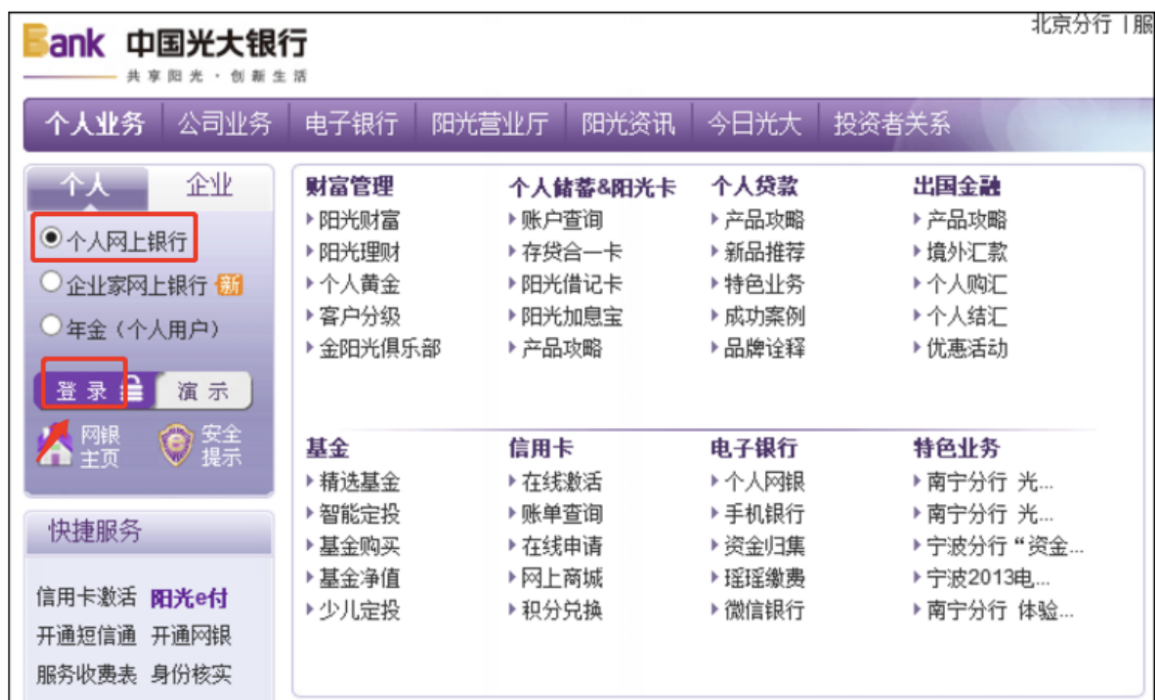 北京分行 | 服
Bank 中国光大银行
共享阳光·创新生活
个人业务 公司业务 电子银行 阳光营业厅 阳光资讯 今日光大 投资者关系
个人 企业
个人网上银行
企业家网上银行 新
年金（个人用户）
登录 演示
网银主页 安全提示
快捷服务
信用卡激活 阳光e付
开通短信通 开通网银
服务收费表 身份核实
财富管理 个人储蓄&阳光卡 个人贷款 出国金融
阳光财富 账户查询 产品攻略 产品攻略
阳光理财 存贷合一卡 新品推荐 境外汇款
个人黄金 阳光借记卡 特色业务 个人购汇
客户分级 阳光加息宝 成功案例 个人结汇
金阳光俱乐部 产品攻略 品牌诠释 优惠活动
基金 信用卡 电子银行 特色业务
精选基金 在线激活 个人网银 南宁分行 光...
智能定投 账单查询 手机银行 南宁分行 光...
基金购买 在线申请 资金归集 宁波分行“资金...
基金净值 网上商城 瑶瑶缴费 宁波2013电...
少儿定投 积分兑换 微信银行 南宁分行 体验...